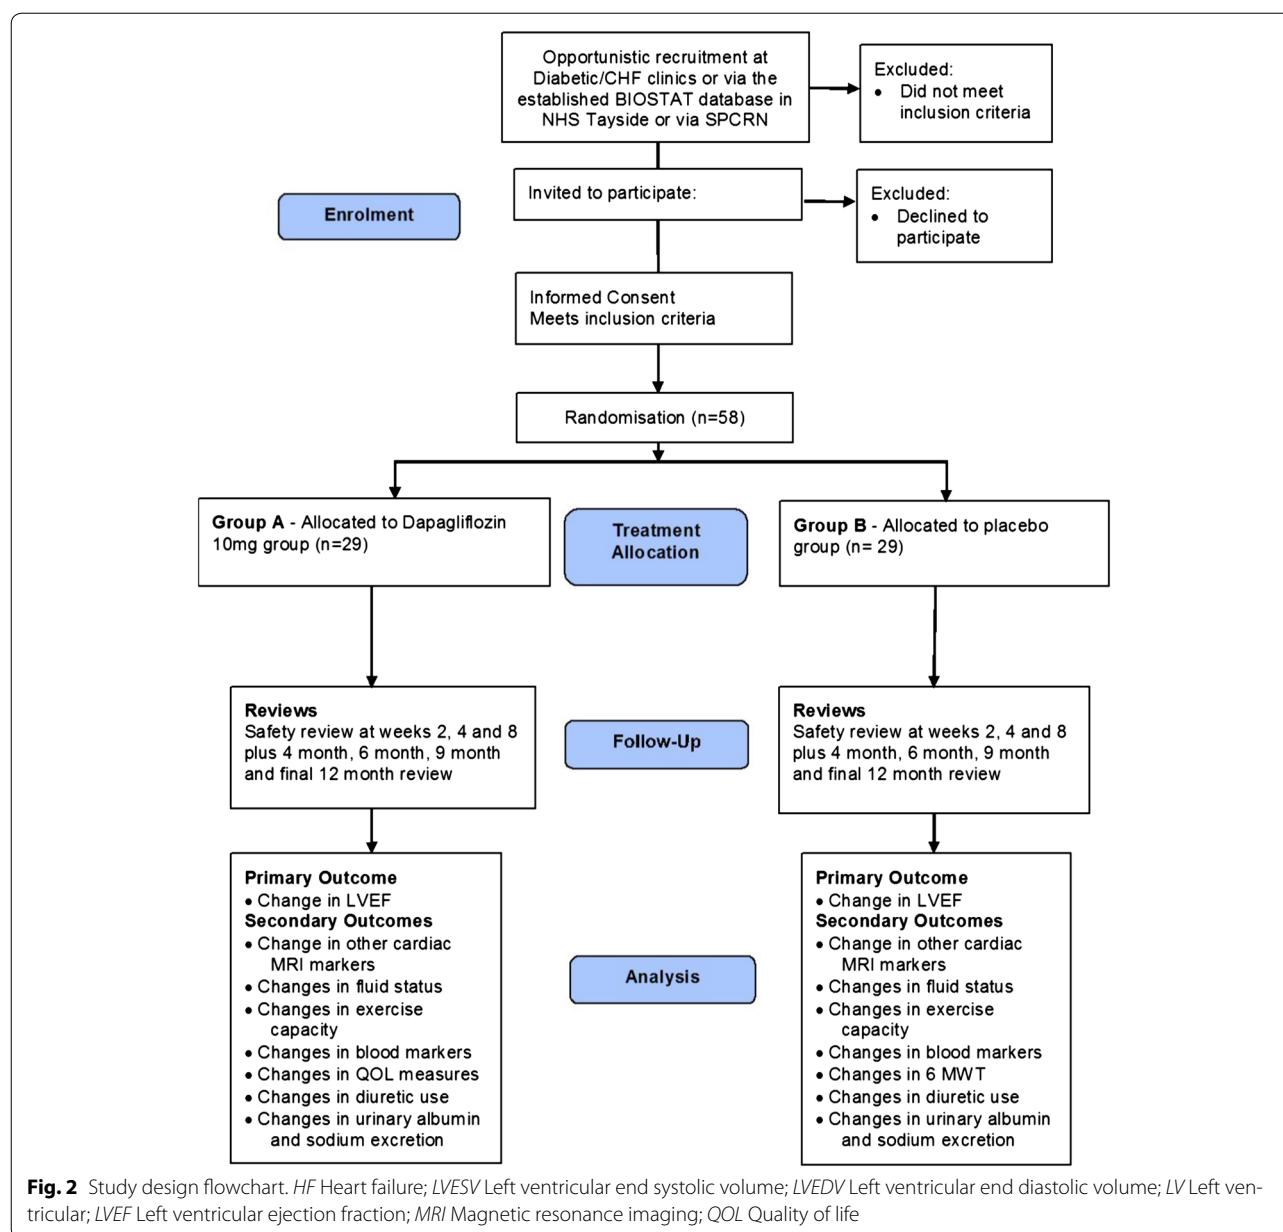 Opportunistic recruitment at
Diabetic/CHF clinics or via the
established BIOSTAT database in
NHS Tayside or via SPCRN
Excluded:
• Did not meet
inclusion criteria
Enrolment
Invited to participate:
Excluded:
• Declined to
participate
Informed Consent
Meets inclusion criteria
Randomisation (n=58)
Group A - Allocated to Dapagliflozin
10mg group (n=29)
Treatment
Allocation
Group B - Allocated to placebo
group (n= 29)
Reviews
Safety review at weeks 2, 4 and 8
plus 4 month, 6 month, 9 month
and final 12 month review
Follow-Up
Reviews
Safety review at weeks 2, 4 and 8
plus 4 month, 6 month, 9 month
and final 12 month review
Primary Outcome
• Change in LVEF
Secondary Outcomes
• Change in other cardiac
MRI markers
• Changes in fluid status
• Changes in exercise
capacity
• Changes in blood markers
• Changes in QOL measures
• Changes in diuretic use
• Changes in urinary albumin
and sodium excretion
Analysis
Primary Outcome
• Change in LVEF
Secondary Outcomes
• Change in other cardiac
MRI markers
• Changes in fluid status
• Changes in exercise
capacity
• Changes in blood markers
• Changes in 6 MWT
• Changes in diuretic use
• Changes in urinary albumin
and sodium excretion
Fig. 2 Study design flowchart. HF Heart failure; LVESV Left ventricular end systolic volume; LVEDV Left ventricular end diastolic volume; LV Left ven-
tricular; LVEF Left ventricular ejection fraction; MRI Magnetic resonance imaging; QOL Quality of life